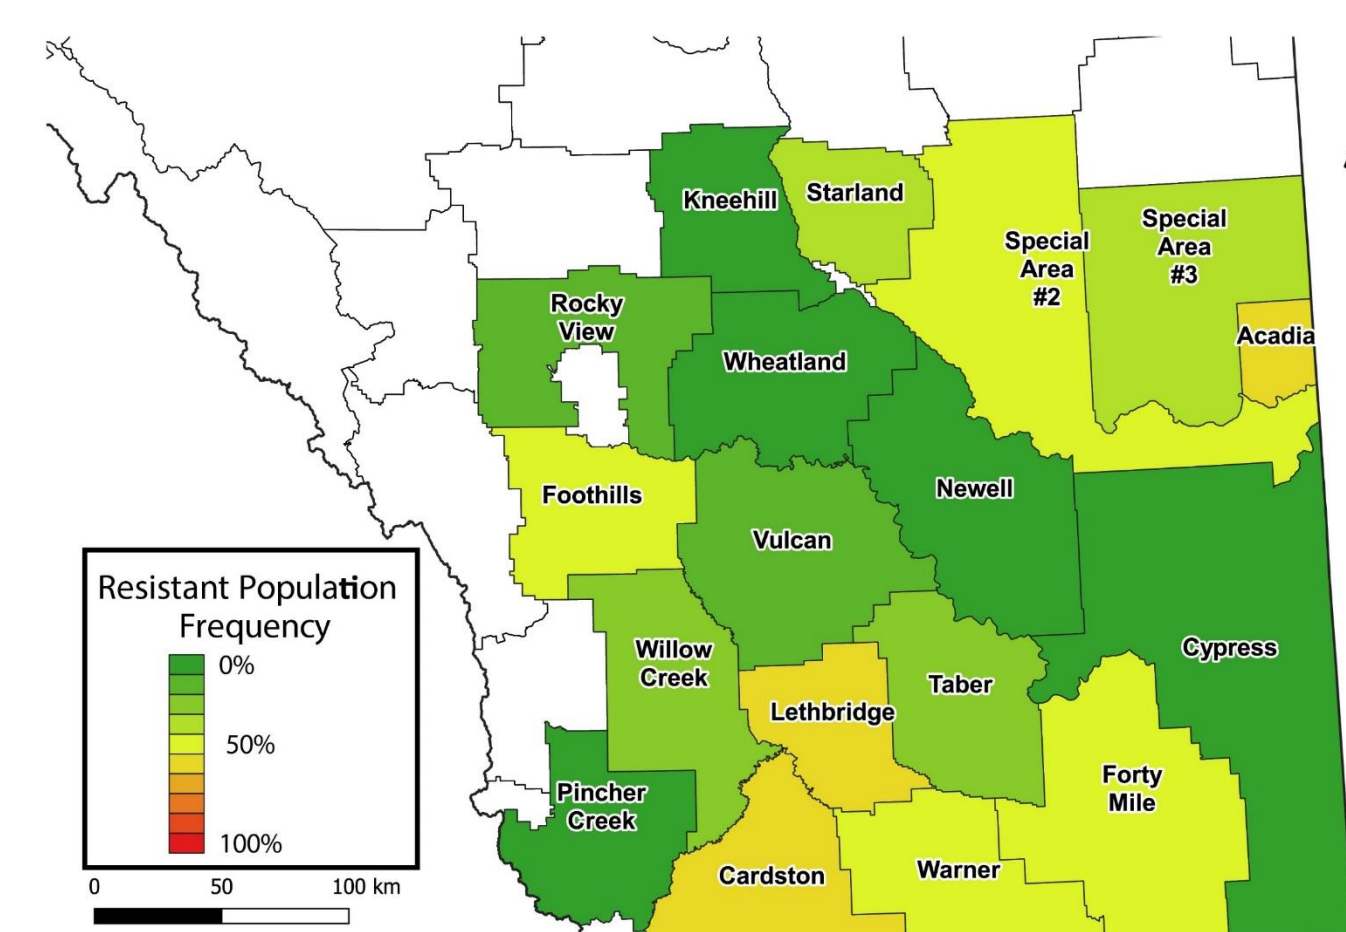 Kneehill
Starland
Special
Area
#2
Special
Area
#3
Rocky
View
Acadia
Wheatland
Foothills
Newell
Vulcan
Willow
Creek
Taber
Cypress
Lethbridge
Pincher
Creek
Forty
Mile
Cardston
Warner
Resistant Population
Frequency
0%
50%
100%
0 50 100 km